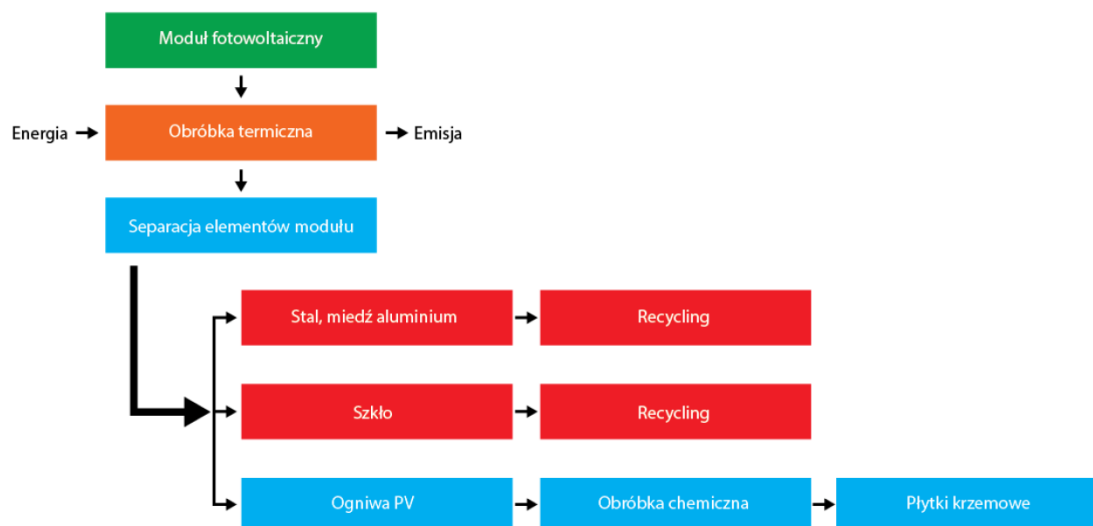 Moduł fotowoltaiczny
Energia
Obróbka termiczna
Emisja
Separacja elementów modułu
Stal, miedź aluminium
Recycling
Szkło
Recycling
Ogniwa PV
Obróbka chemiczna
Płytki krzemowe